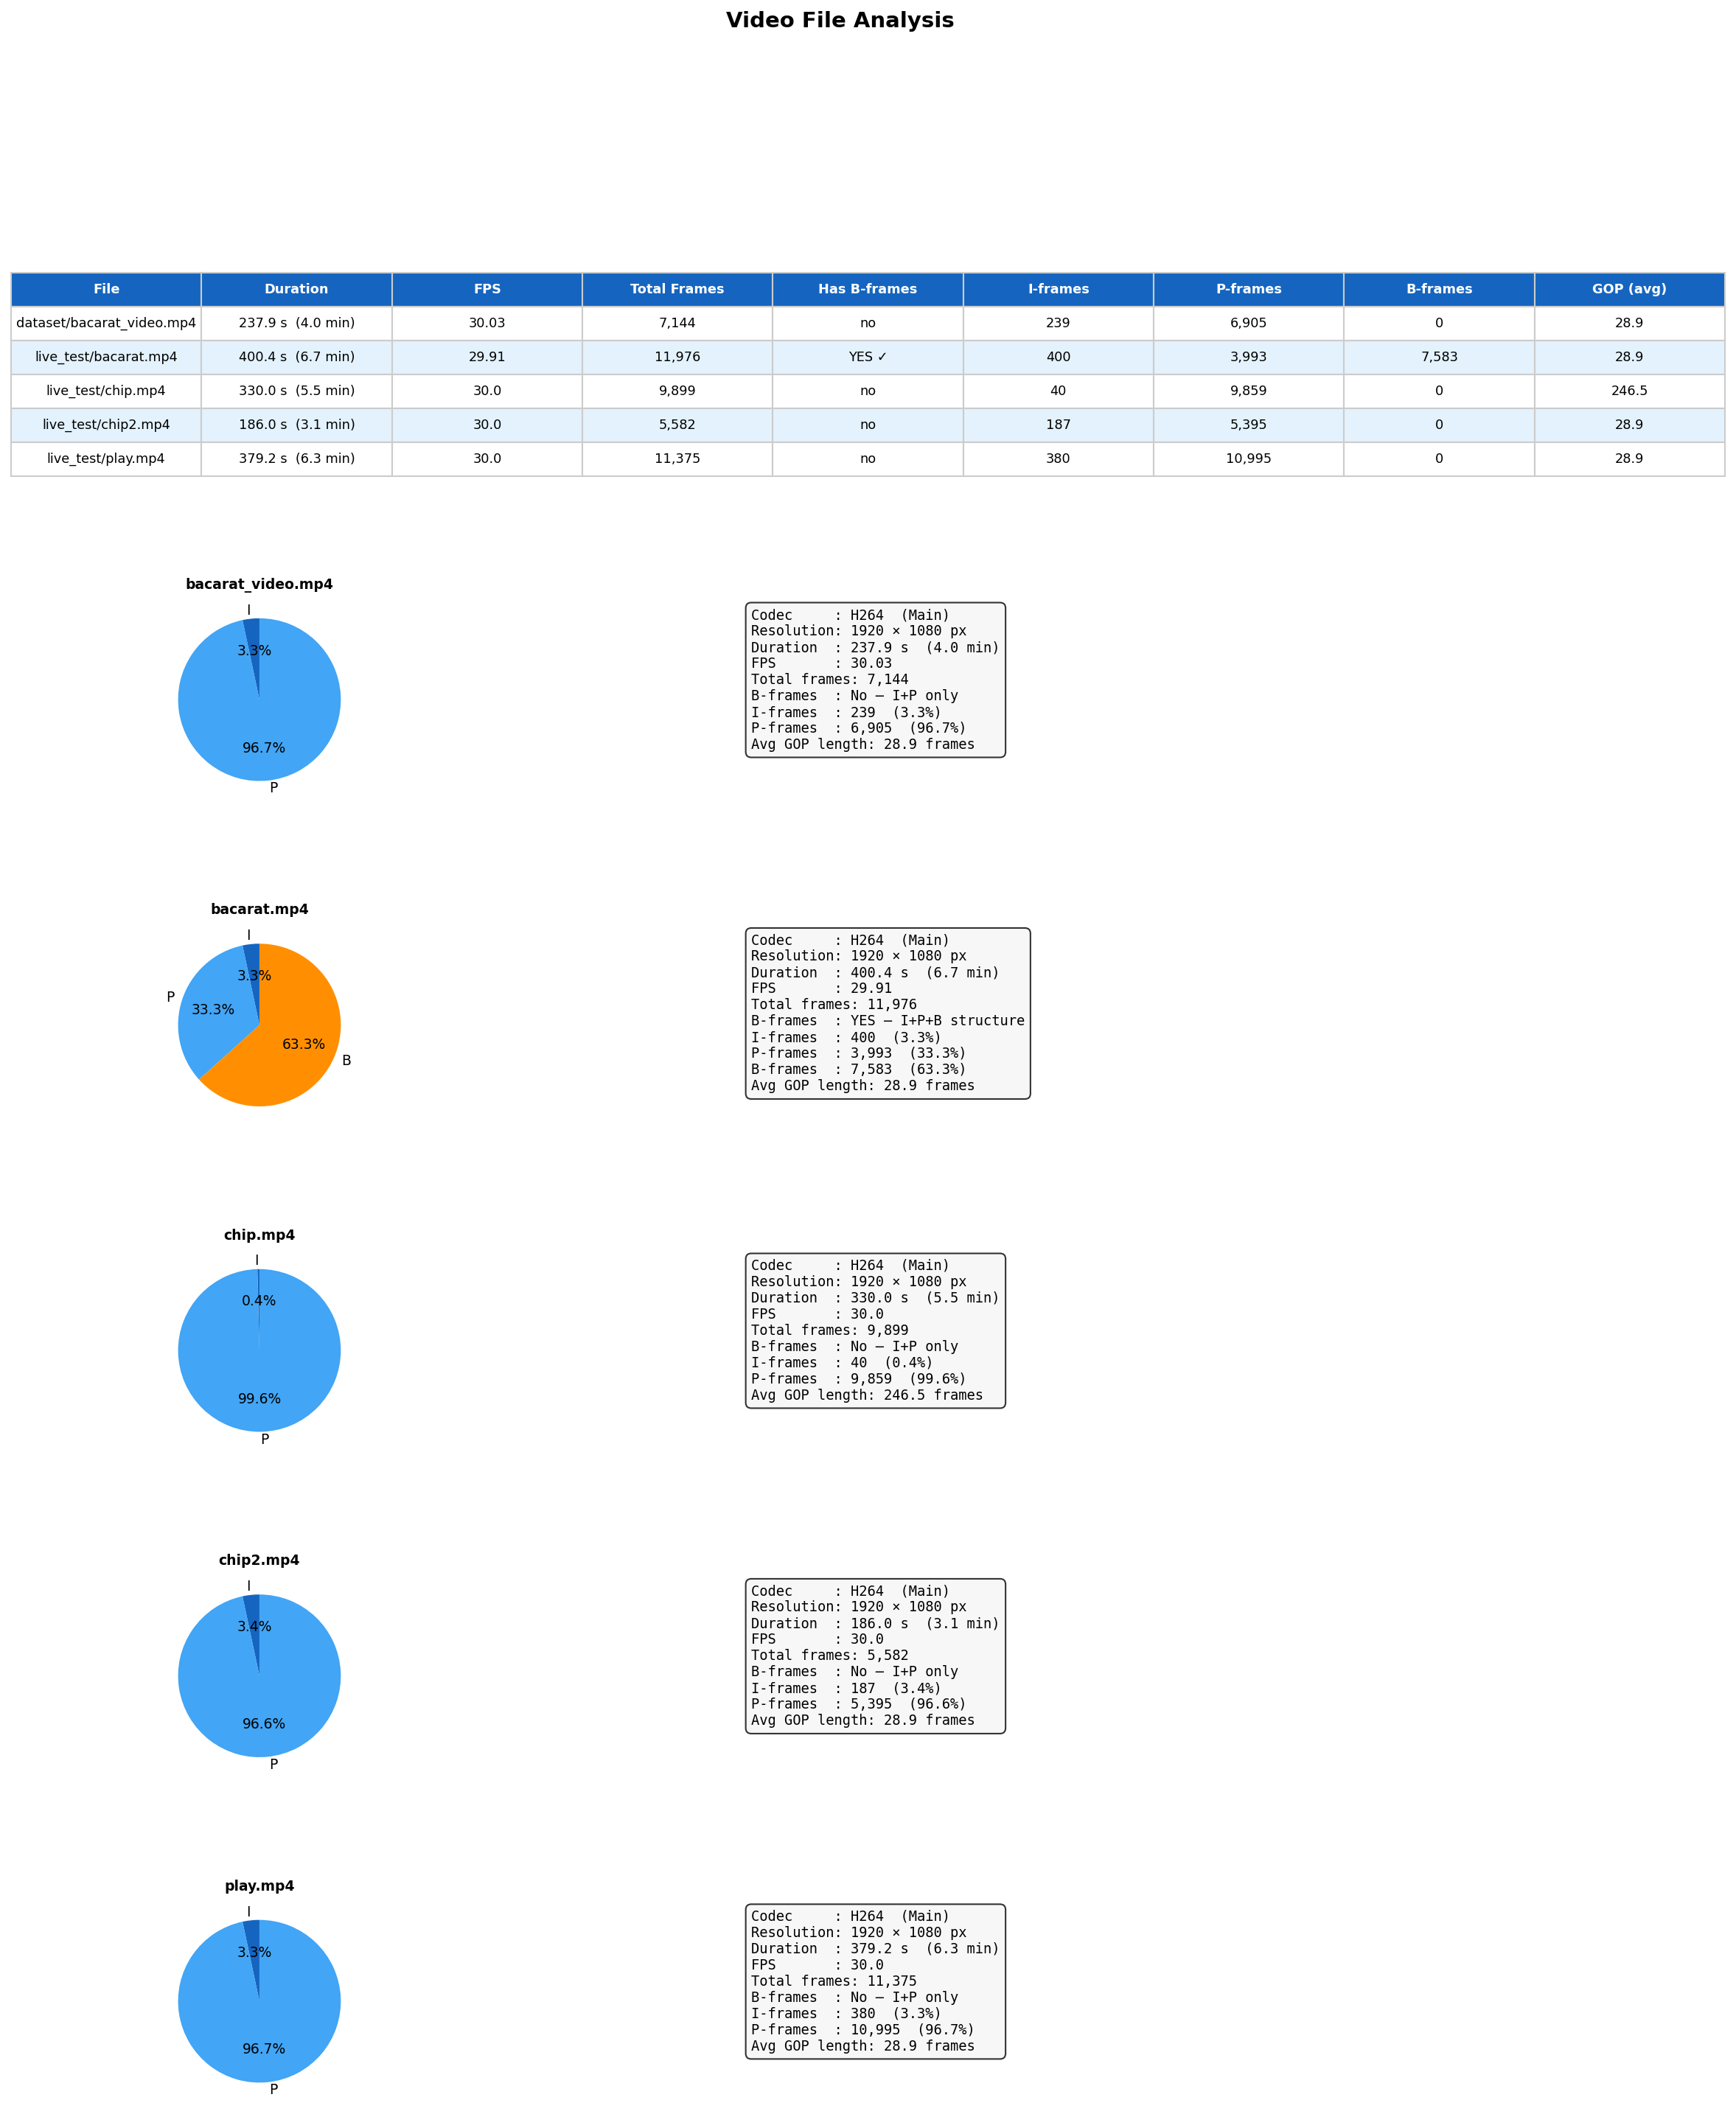 Video File Analysis
File Duration FPS Total Frames Has B-frames I-frames P-frames B-frames GOP (avg)
dataset/bacarat_video.mp4 237.9 s  (4.0 min) 30.03 7,144 no 239 6,905 0 28.9
live_test/bacarat.mp4 400.4 s  (6.7 min) 29.91 11,976 YES ✓ 400 3,993 7,583 28.9
live_test/chip.mp4 330.0 s  (5.5 min) 30.0 9,899 no 40 9,859 0 246.5
live_test/chip2.mp4 186.0 s  (3.1 min) 30.0 5,582 no 187 5,395 0 28.9
live_test/play.mp4 379.2 s  (6.3 min) 30.0 11,375 no 380 10,995 0 28.9
bacarat_video.mp4
I
3.3%
96.7%
P
Codec     : H264  (Main)
Resolution: 1920 × 1080 px
Duration  : 237.9 s  (4.0 min)
FPS       : 30.03
Total frames: 7,144
B-frames  : No — I+P only
I-frames  : 239  (3.3%)
P-frames  : 6,905  (96.7%)
Avg GOP length: 28.9 frames
bacarat.mp4
I
3.3%
P
33.3%
63.3%
B
Codec     : H264  (Main)
Resolution: 1920 × 1080 px
Duration  : 400.4 s  (6.7 min)
FPS       : 29.91
Total frames: 11,976
B-frames  : YES — I+P+B structure
I-frames  : 400  (3.3%)
P-frames  : 3,993  (33.3%)
B-frames  : 7,583  (63.3%)
Avg GOP length: 28.9 frames
chip.mp4
I
0.4%
99.6%
P
Codec     : H264  (Main)
Resolution: 1920 × 1080 px
Duration  : 330.0 s  (5.5 min)
FPS       : 30.0
Total frames: 9,899
B-frames  : No — I+P only
I-frames  : 40  (0.4%)
P-frames  : 9,859  (99.6%)
Avg GOP length: 246.5 frames
chip2.mp4
I
3.4%
96.6%
P
Codec     : H264  (Main)
Resolution: 1920 × 1080 px
Duration  : 186.0 s  (3.1 min)
FPS       : 30.0
Total frames: 5,582
B-frames  : No — I+P only
I-frames  : 187  (3.4%)
P-frames  : 5,395  (96.6%)
Avg GOP length: 28.9 frames
play.mp4
I
3.3%
96.7%
P
Codec     : H264  (Main)
Resolution: 1920 × 1080 px
Duration  : 379.2 s  (6.3 min)
FPS       : 30.0
Total frames: 11,375
B-frames  : No — I+P only
I-frames  : 380  (3.3%)
P-frames  : 10,995  (96.7%)
Avg GOP length: 28.9 frames